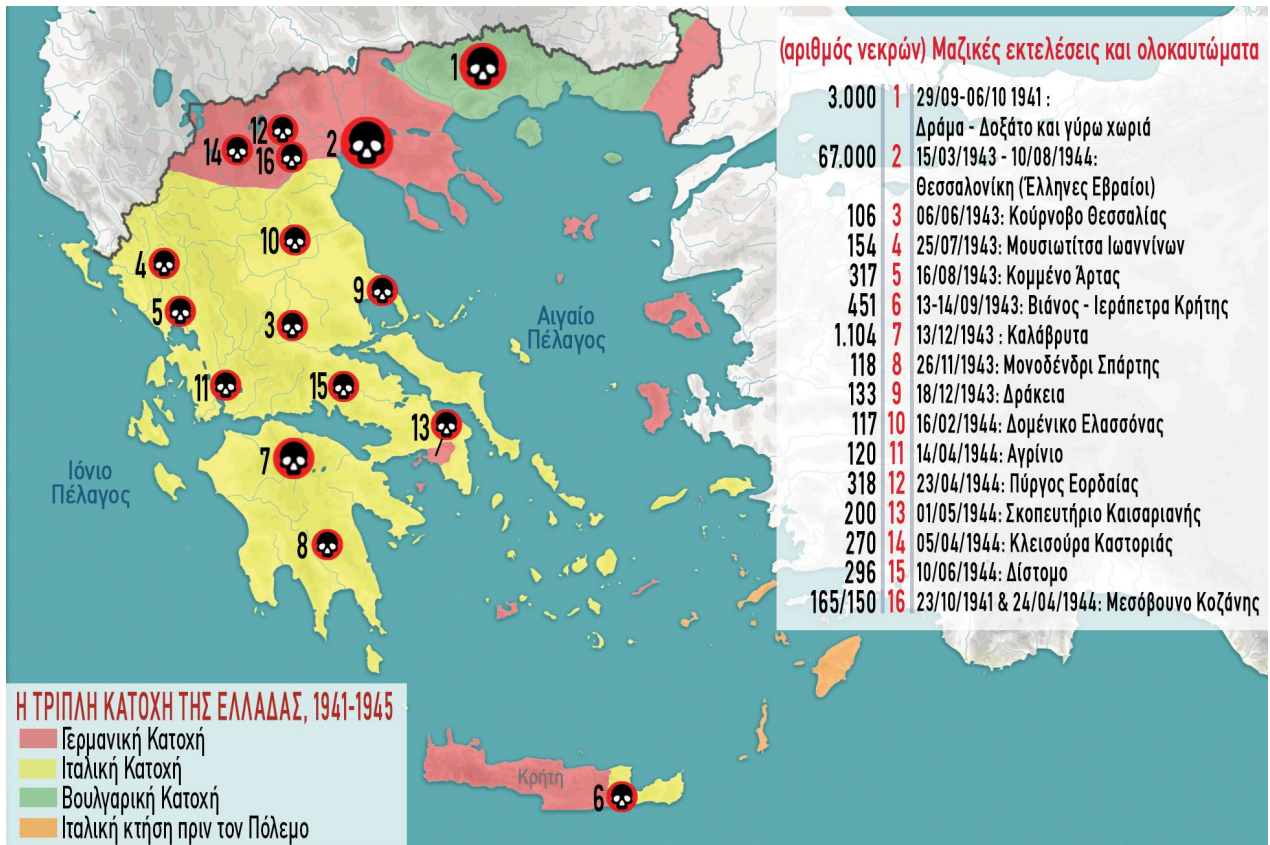 (αριθμός νεκρών) Μαζικές εκτελέσεις και ολοκαυτώματα
3.000 1 29/09-06/10 1941 :
Δράμα - Δοξάτο και γύρω χωριά
67.000 2 15/03/1943 - 10/08/1944:
Θεσσαλονίκη (Έλληνες Εβραίοι)
106 3 06/06/1943: Κούρνοβο Θεσσαλίας
154 4 25/07/1943: Μουσιωτίτσα Ιωαννίνων
317 5 16/08/1943: Κομμένο Άρτας
451 6 13-14/09/1943: Βιάνος - Ιεράπετρα Κρήτης
1.104 7 13/12/1943 : Καλάβρυτα
118 8 26/11/1943: Μονοδένδρι Σπάρτης
133 9 18/12/1943: Δράκεια
117 10 16/02/1944: Δομένικο Ελασσόνας
120 11 14/04/1944: Αγρίνιο
318 12 23/04/1944: Πύργος Εορδαίας
200 13 01/05/1944: Σκοπευτήριο Καισαριανής
270 14 05/04/1944: Κλεισούρα Καστοριάς
296 15 10/06/1944: Δίστομο
165/150 16 23/10/1941 & 24/04/1944: Μεσόβουνο Κοζάνης
1
12
2
14
16
10
4
9
5
3
Αιγαίο
Πέλαγος
11
15
13
7
Ιόνιο
Πέλαγος
8
Κρήτη
6
Η ΤΡΙΠΛΗ ΚΑΤΟΧΗ ΤΗΣ ΕΛΛΑΔΑΣ, 1941-1945
Γερμανική Κατοχή
Ιταλική Κατοχή
Βουλγαρική Κατοχή
Ιταλική κτήση πριν τον Πόλεμο